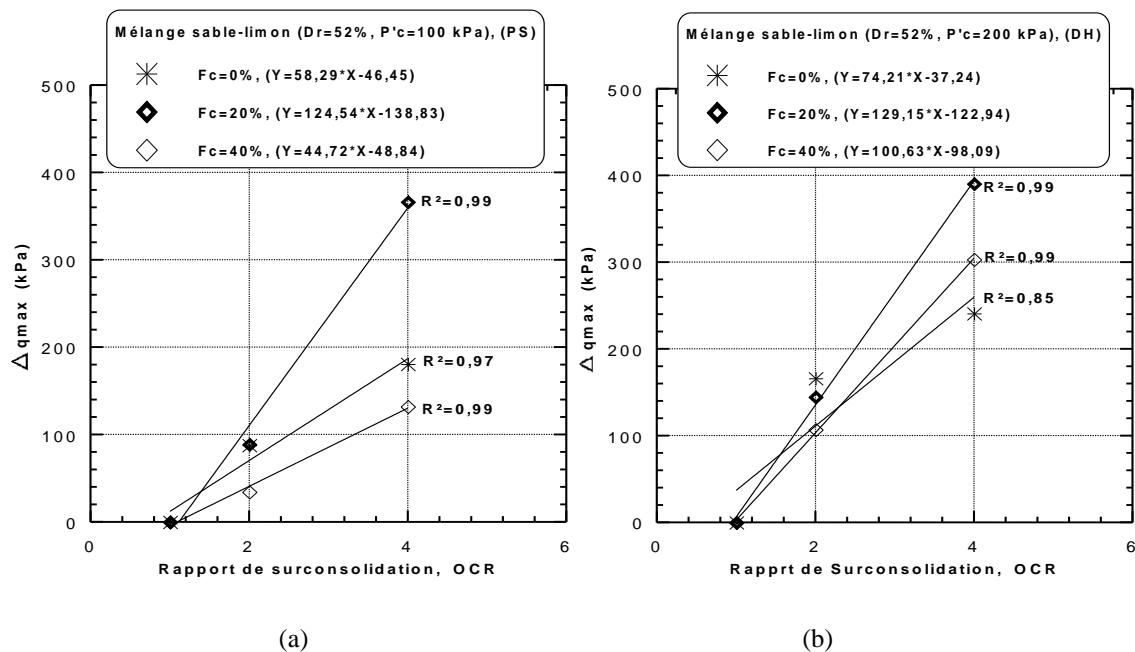 Mélange sable-limon (Dr=52%, P'c=100 kPa), (PS)
Fc=0%, (Y=58,29*X-46,45)
Fc=20%, (Y=124,54*X-138,83)
Fc=40%, (Y=44,72*X-48,84)
500
400
300
200
100
0
Δqmax (kPa)
R²=0,99
R²=0,97
R²=0,99
0 2 4 6
Rapport de surconsolidation, OCR
(a)
Mélange sable-limon (Dr=52%, P'c=200 kPa), (DH)
Fc=0%, (Y=74,21*X-37,24)
Fc=20%, (Y=129,15*X-122,94)
Fc=40%, (Y=100,63*X-98,09)
500
400
300
200
100
0
Δqmax (kPa)
R²=0,99
R²=0,99
R²=0,85
0 2 4 6
Rapprt de Surconsolidation, OCR
(b)